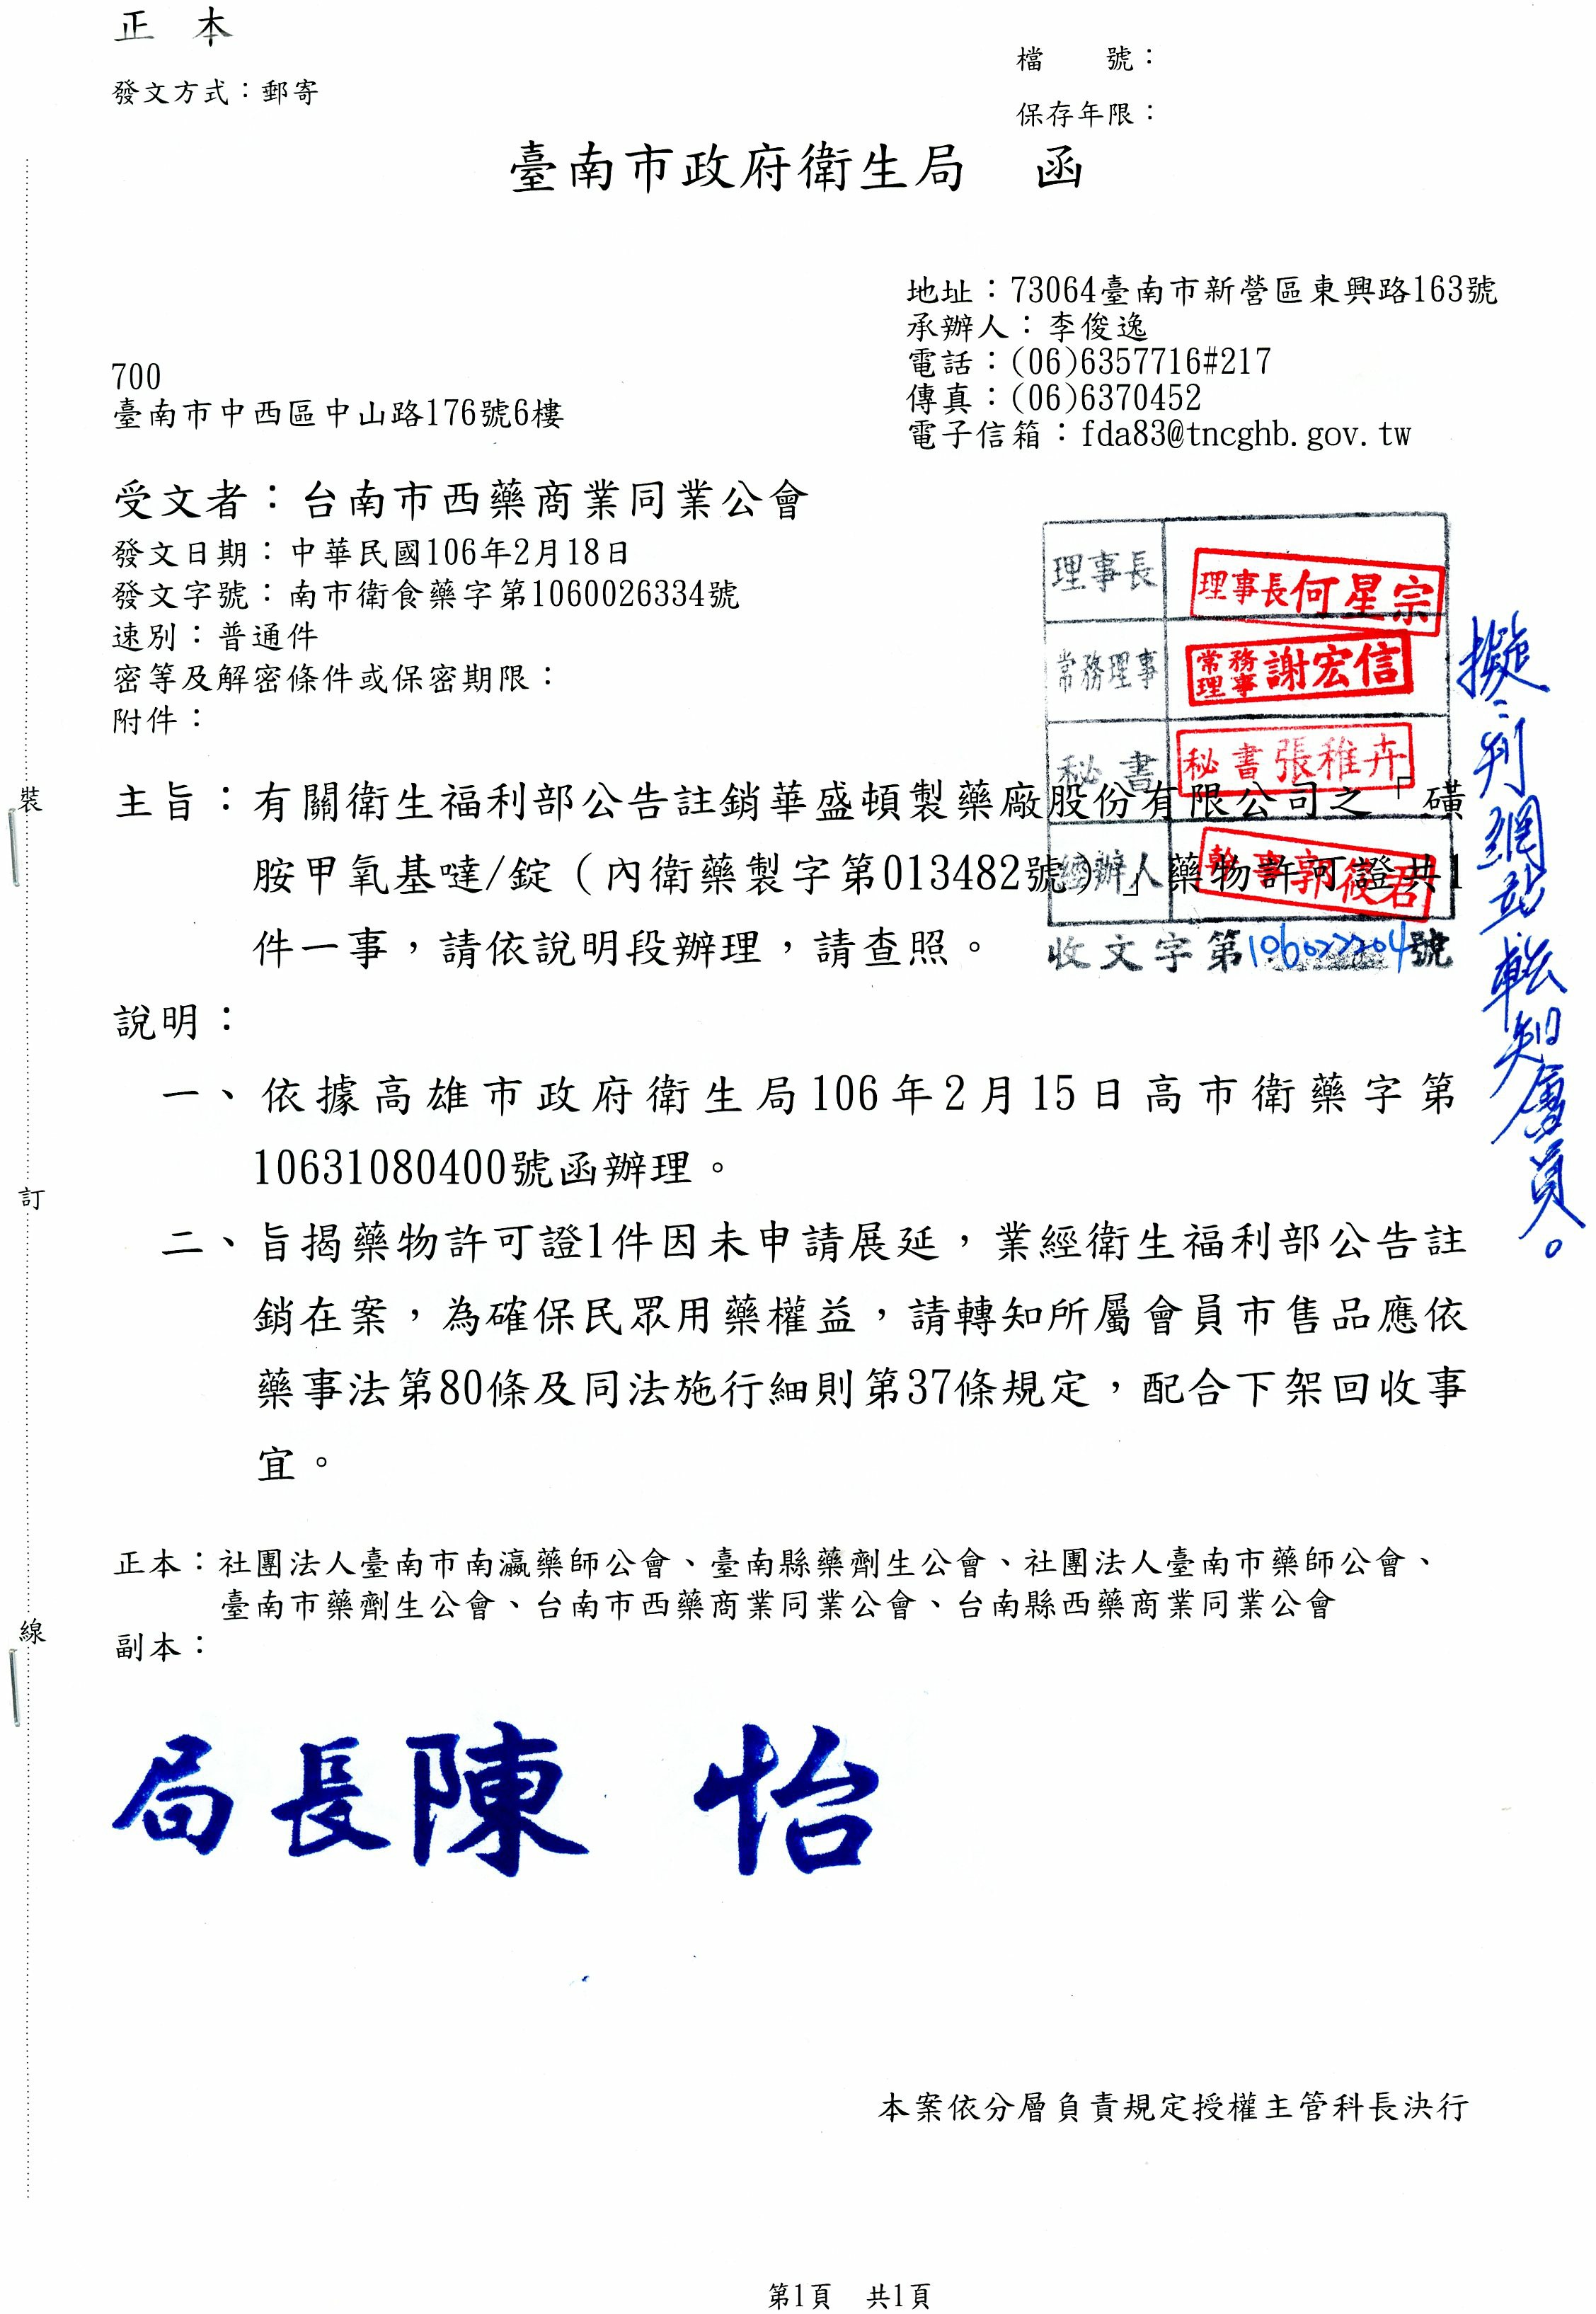 正 本
檔 號：
發文方式：郵寄
保存年限：
臺南市政府衛生局 函
地址：73064臺南市新營區東興路163號
承辦人：李俊逸
電話：(06)6357716#217
傳真：(06)6370452
電子信箱：fda83@tncghb.gov.tw
700
臺南市中西區中山路176號6樓
受文者：台南市西藥商業同業公會
發文日期：中華民國106年2月18日
發文字號：南市衛食藥字第1060026334號
速別：普通件
密等及解密條件或保密期限：
附件：
理事長 理事長何星宗
常務理事 常務理事謝宏信
秘書 秘書張稚卉
經辦人 幹事郭筱君
收文字第號
擬：刊網站，轉知會員。
主旨：有關衛生福利部公告註銷華盛頓製藥廠股份有限公司之「磺
胺甲氧基噠/錠（內衛藥製字第013482號）」藥物許可證共1
件一事，請依說明段辦理，請查照。
說明：
一、依據高雄市政府衛生局106年2月15日高市衛藥字第
10631080400號函辦理。
二、旨揭藥物許可證1件因未申請展延，業經衛生福利部公告註
銷在案，為確保民眾用藥權益，請轉知所屬會員市售品應依
藥事法第80條及同法施行細則第37條規定，配合下架回收事
宜。
正本：社團法人臺南市南瀛藥師公會、臺南縣藥劑生公會、社團法人臺南市藥師公會、
臺南市藥劑生公會、台南市西藥商業同業公會、台南縣西藥商業同業公會
副本：
局長陳 怡
本案依分層負責規定授權主管科長決行
第1頁 共1頁
裝
訂
線